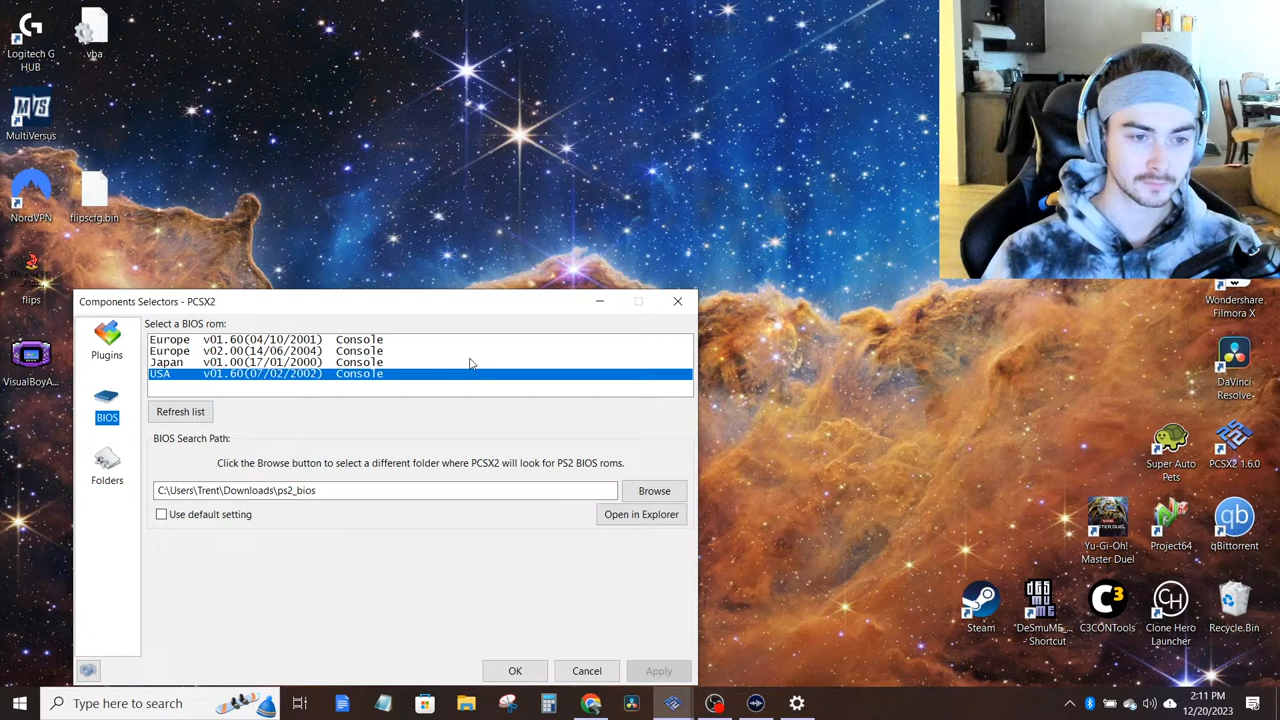 Logitech G
HUB
.vba
MultiVersus
NordVPN
flipscfg.bin
flips
VisualBoyA...
Components Selectors - PCSX2
Plugins
BIOS
Folders
Select a BIOS rom:
Europe v01.60(04/10/2001) Console
Europe v02.00(14/06/2004) Console
Japan v01.00(17/01/2000) Console
USA v01.60(07/02/2002) Console
Refresh list
BIOS Search Path:
Click the Browse button to select a different folder where PCSX2 will look for PS2 BIOS roms.
C:\Users\Trent\Downloads\ps2_bios
Browse
Use default setting
Open in Explorer
OK
Cancel
Apply
Wondershare
Filmora X
DaVinci
Resolve
Super Auto
Pets
PCSX2 1.6.0
Yu-Gi-Oh!
Master Duel
Project64
qb
qBittorrent
Steam
DeSmuME
"DeSmuME_...
- Shortcut
C3
C3CONTools
CH
Clone Hero
Launcher
Recycle Bin
Type here to search
2:11 PM
12/20/2023